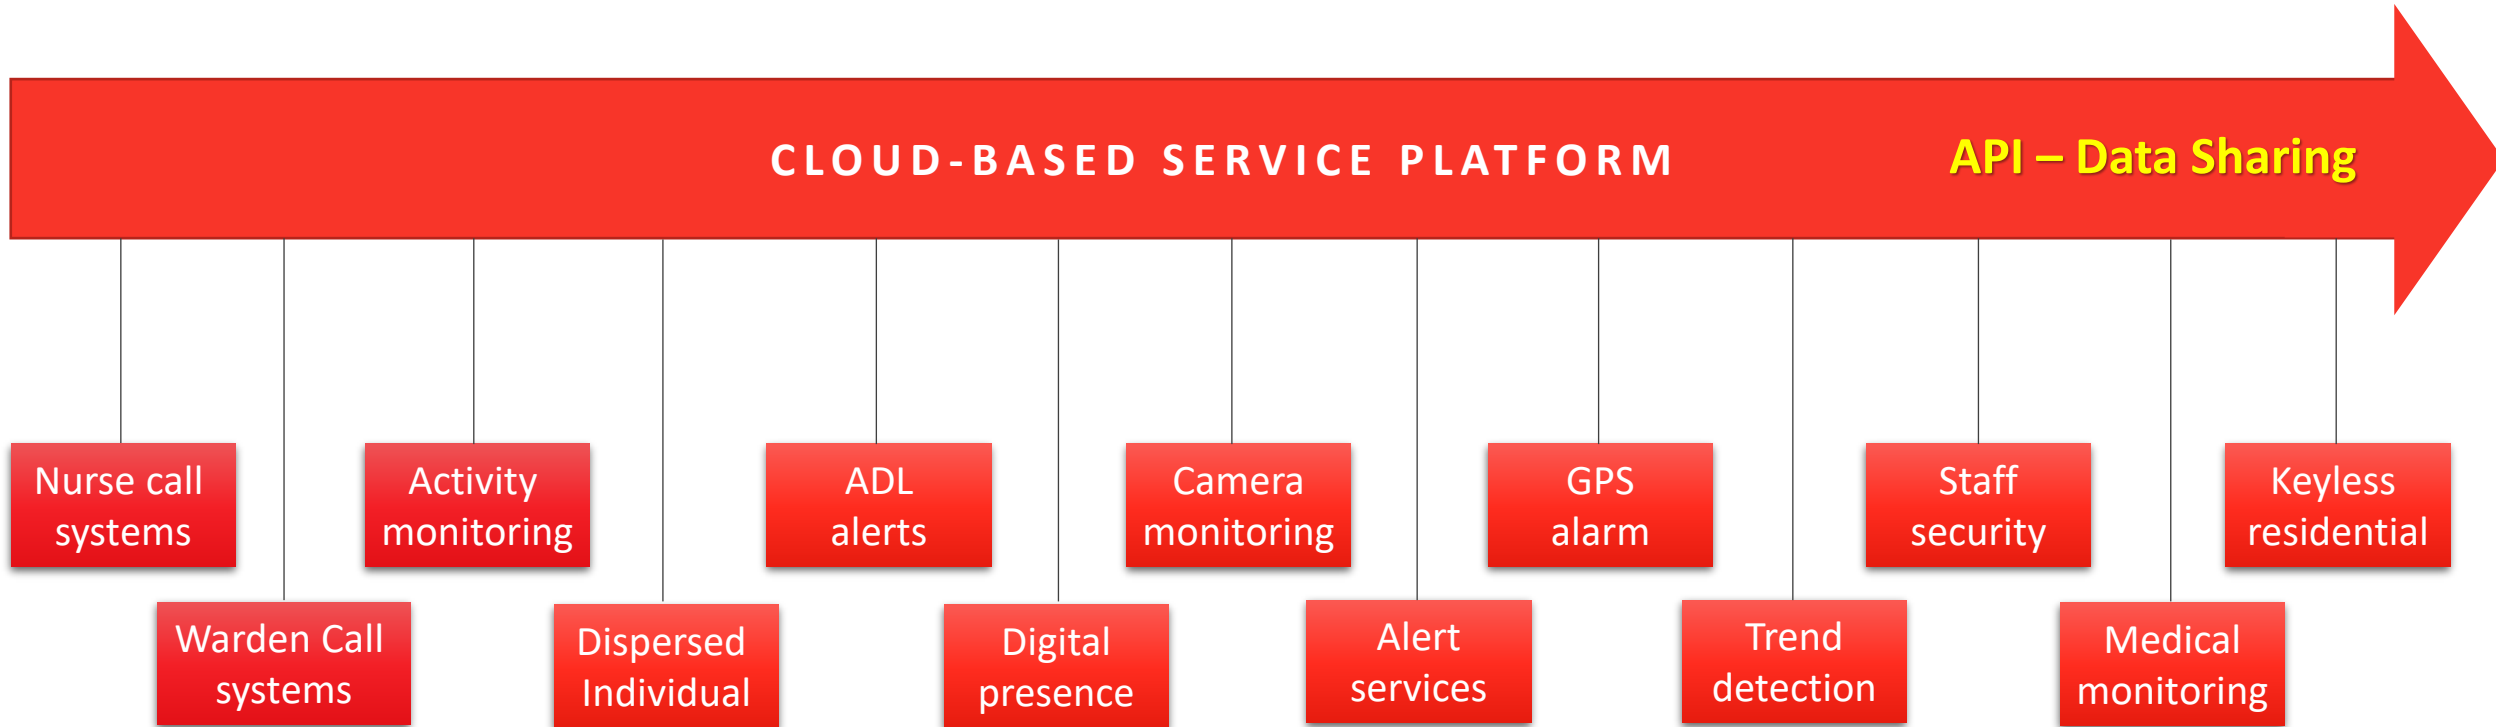 CLOUD-BASED SERVICE PLATFORM
API – Data Sharing
Nurse call
systems
Activity
monitoring
ADL
alerts
Camera
monitoring
GPS
alarm
Staff
security
Keyless
residential
Warden Call
systems
Dispersed
Individual
Digital
presence
Alert
services
Trend
detection
Medical
monitoring